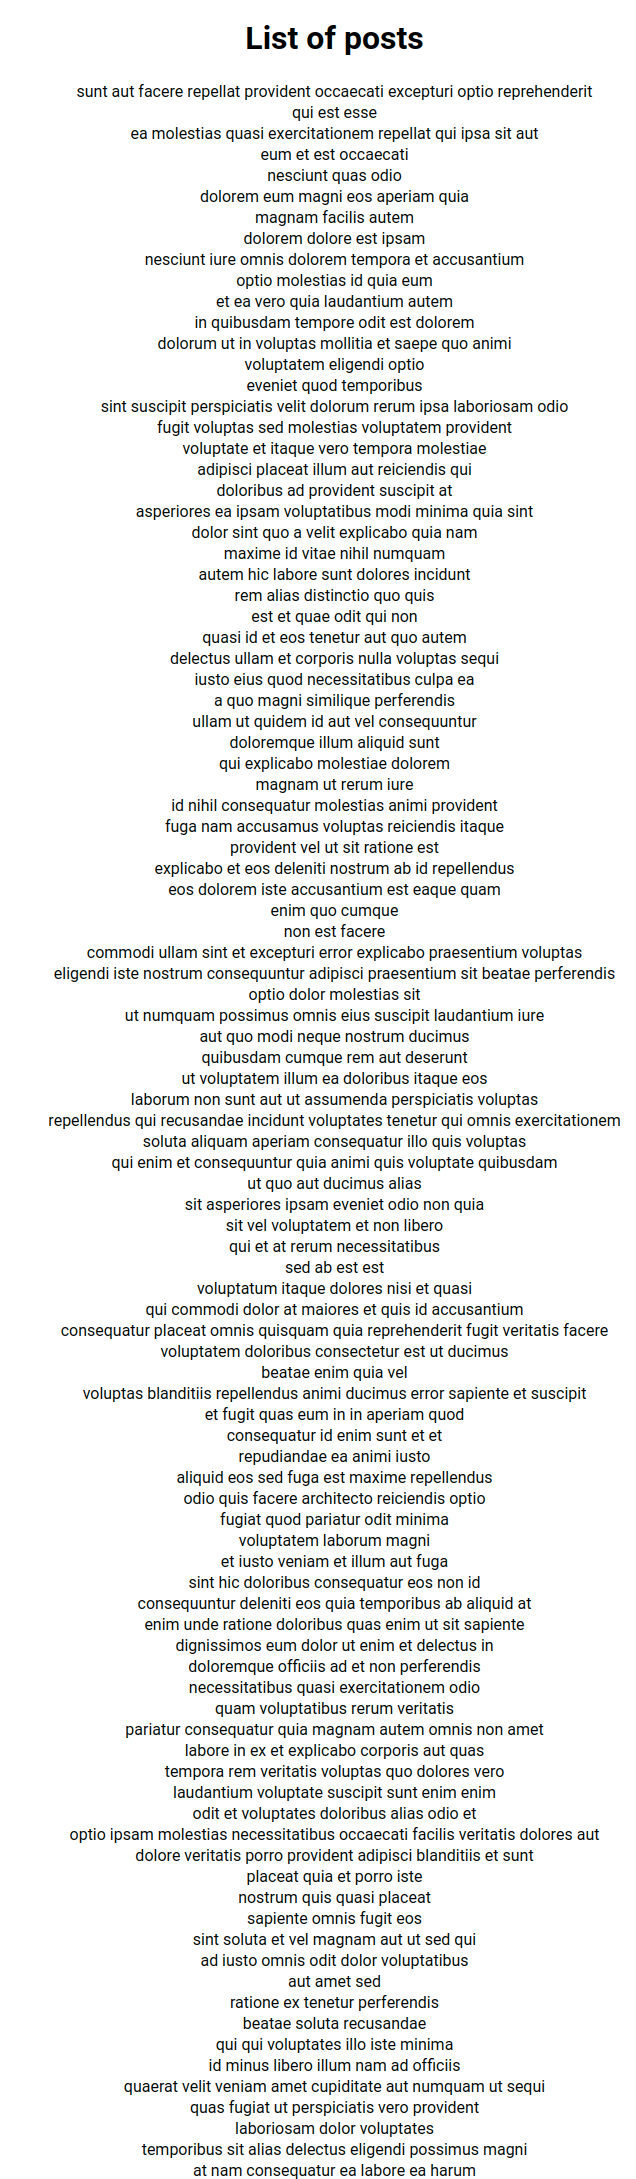 List of posts
sunt aut facere repellat provident occaecati excepturi optio reprehenderit
qui est esse
ea molestias quasi exercitationem repellat qui ipsa sit aut
eum et est occaecati
nesciunt quas odio
dolorem eum magni eos aperiam quia
magnam facilis autem
dolorem dolore est ipsam
nesciunt iure omnis dolorem tempora et accusantium
optio molestias id quia eum
et ea vero quia laudantium autem
in quibusdam tempore odit est dolorem
dolorum ut in voluptas mollitia et saepe quo animi
voluptatem eligendi optio
eveniet quod temporibus
sint suscipit perspiciatis velit dolorum rerum ipsa laboriosam odio
fugit voluptas sed molestias voluptatem provident
voluptate et itaque vero tempora molestiae
adipisci placeat illum aut reiciendis qui
doloribus ad provident suscipit at
asperiores ea ipsam voluptatibus modi minima quia sint
dolor sint quo a velit explicabo quia nam
maxime id vitae nihil numquam
autem hic labore sunt dolores incidunt
rem alias distinctio quo quis
est et quae odit qui non
quasi id et eos tenetur aut quo autem
delectus ullam et corporis nulla voluptas sequi
iusto eius quod necessitatibus culpa ea
a quo magni similique perferendis
ullam ut quidem id aut vel consequuntur
doloremque illum aliquid sunt
qui explicabo molestiae dolorem
magnam ut rerum iure
id nihil consequatur molestias animi provident
fuga nam accusamus voluptas reiciendis itaque
provident vel ut sit ratione est
explicabo et eos deleniti nostrum ab id repellendus
eos dolorem iste accusantium est eaque quam
enim quo cumque
non est facere
commodi ullam sint et excepturi error explicabo praesentium voluptas
eligendi iste nostrum consequuntur adipisci praesentium sit beatae perferendis
optio dolor molestias sit
ut numquam possimus omnis eius suscipit laudantium iure
aut quo modi neque nostrum ducimus
quibusdam cumque rem aut deserunt
ut voluptatem illum ea doloribus itaque eos
laborum non sunt aut ut assumenda perspiciatis voluptas
repellendus qui recusandae incidunt voluptates tenetur qui omnis exercitationem
soluta aliquam aperiam consequatur illo quis voluptas
qui enim et consequuntur quia animi quis voluptate quibusdam
ut quo aut ducimus alias
sit asperiores ipsam eveniet odio non quia
sit vel voluptatem et non libero
qui et at rerum necessitatibus
sed ab est est
voluptatum itaque dolores nisi et quasi
qui commodi dolor at maiores et quis id accusantium
consequatur placeat omnis quisquam quia reprehenderit fugit veritatis facere
voluptatem doloribus consectetur est ut ducimus
beatae enim quia vel
voluptas blanditiis repellendus animi ducimus error sapiente et suscipit
et fugit quas eum in in aperiam quod
consequatur id enim sunt et et
repudiandae ea animi iusto
aliquid eos sed fuga est maxime repellendus
odio quis facere architecto reiciendis optio
fugiat quod pariatur odit minima
voluptatem laborum magni
et iusto veniam et illum aut fuga
sint hic doloribus consequatur eos non id
consequuntur deleniti eos quia temporibus ab aliquid at
enim unde ratione doloribus quas enim ut sit sapiente
dignissimos eum dolor ut enim et delectus in
doloremque officiis ad et non perferendis
necessitatibus quasi exercitationem odio
quam voluptatibus rerum veritatis
pariatur consequatur quia magnam autem omnis non amet
labore in ex et explicabo corporis aut quas
tempora rem veritatis voluptas quo dolores vero
laudantium voluptate suscipit sunt enim enim
odit et voluptates doloribus alias odio et
optio ipsam molestias necessitatibus occaecati facilis veritatis dolores aut
dolore veritatis porro provident adipisci blanditiis et sunt
placeat quia et porro iste
nostrum quis quasi placeat
sapiente omnis fugit eos
sint soluta et vel magnam aut ut sed qui
ad iusto omnis odit dolor voluptatibus
aut amet sed
ratione ex tenetur perferendis
beatae soluta recusandae
qui qui voluptates illo iste minima
id minus libero illum nam ad officiis
quaerat velit veniam amet cupiditate aut numquam ut sequi
quas fugiat ut perspiciatis vero provident
laboriosam dolor voluptates
temporibus sit alias delectus eligendi possimus magni
at nam consequatur ea labore ea harum